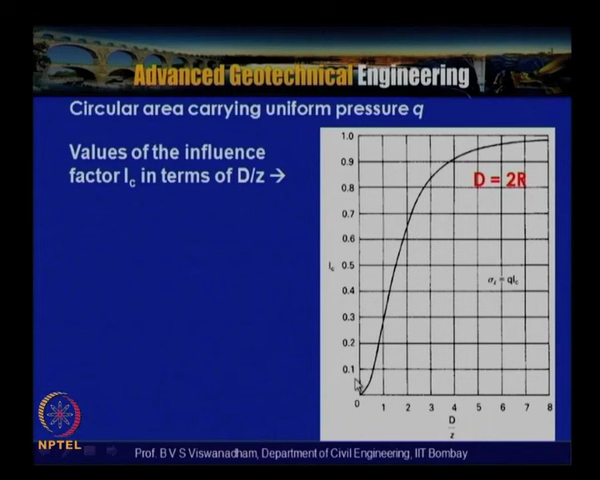 Advanced Geotechnical Engineering
Circular area carrying uniform pressure q
Values of the influence
factor Ic in terms of D/z →
1.0
0.9
0.8
0.7
0.6
Ic 0.5
0.4
0.3
0.2
0.1
D = 2R
σz = qIc
0 1 2 3 4 5 6 7 8
D
z
NPTEL
Prof. B V S Viswanadham, Department of Civil Engineering, IIT Bombay